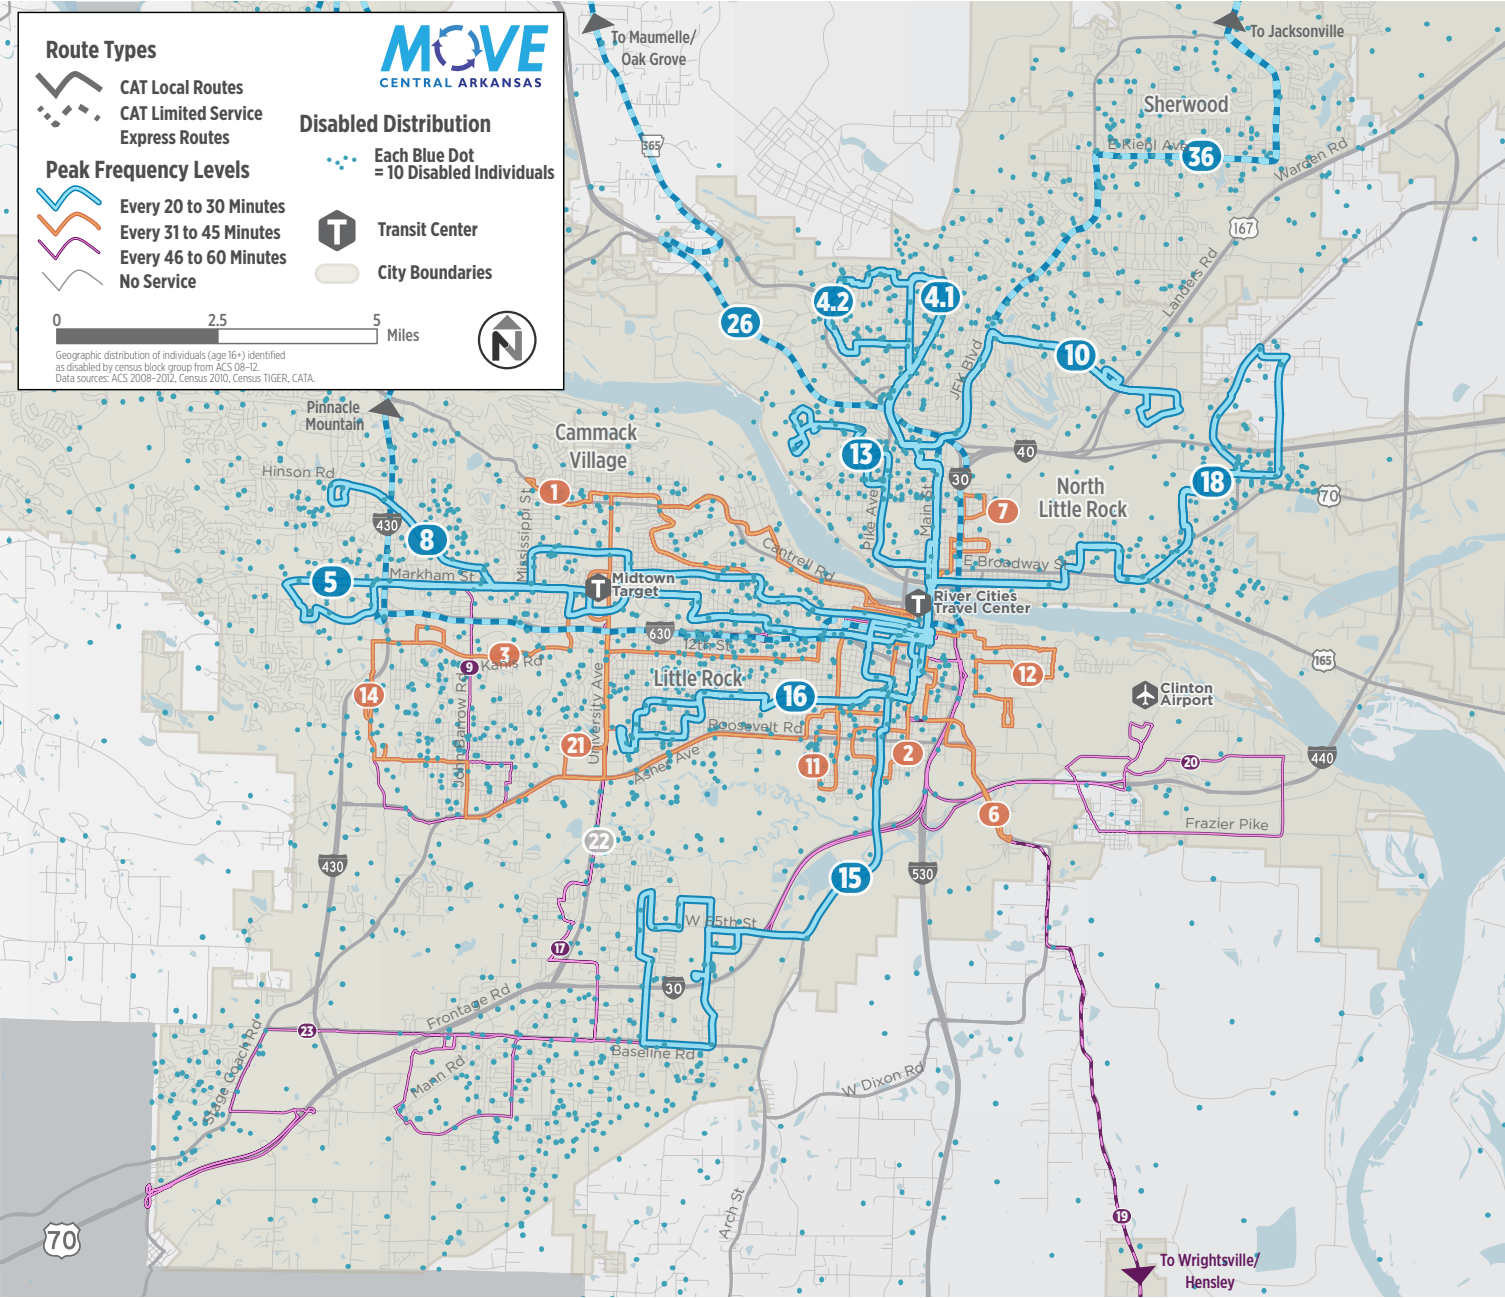 Route Types
CAT Local Routes
CAT Limited Service
Express Routes
Peak Frequency Levels
Every 20 to 30 Minutes
Every 31 to 45 Minutes
Every 46 to 60 Minutes
No Service
MOVE
CENTRAL ARKANSAS
Disabled Distribution
Each Blue Dot
= 10 Disabled Individuals
T
Transit Center
City Boundaries
0
2.5
5
Miles
N
Geographic distribution of individuals (age 16+) identified
as disabled by census block group from ACS 08–12.
Data sources: ACS 2008–2012, Census 2010, Census TIGER, CATA.
To Maumelle/
Oak Grove
To Jacksonville
365
Sherwood
E Kiehl Ave
36
Warden Rd
167
Landers Rd
4.2
4.1
26
JFK Blvd
10
Pinnacle
Mountain
Cammack
Village
Hinson Rd
430
8
1
13
40
30
18
70
North
Little Rock
7
Mississippi St
Pike Ave
Main St
Cantrell Rd
E Broadway St
5
Markham St
T
Midtown
Target
T
River Cities
Travel Center
630
12th St
3
9
Kanis Rd
Little Rock
12
165
Clinton
Airport
14
16
John Barrow Rd
University Ave
Roosevelt Rd
21
Asher Ave
11
2
20
440
6
Frazier Pike
22
430
15
530
W 65th St
17
30
Frontage Rd
23
Baseline Rd
Stage Coach Rd
Mann Rd
W Dixon Rd
Arch St
70
19
To Wrightsville/
Hensley